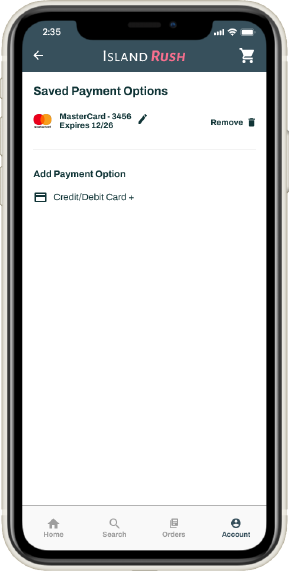 2:35
ISLAND RUSH
Saved Payment Options
MasterCard - 3456
Expires 12/26
Remove
Add Payment Option
Credit/Debit Card +
Home
Search
Orders
Account